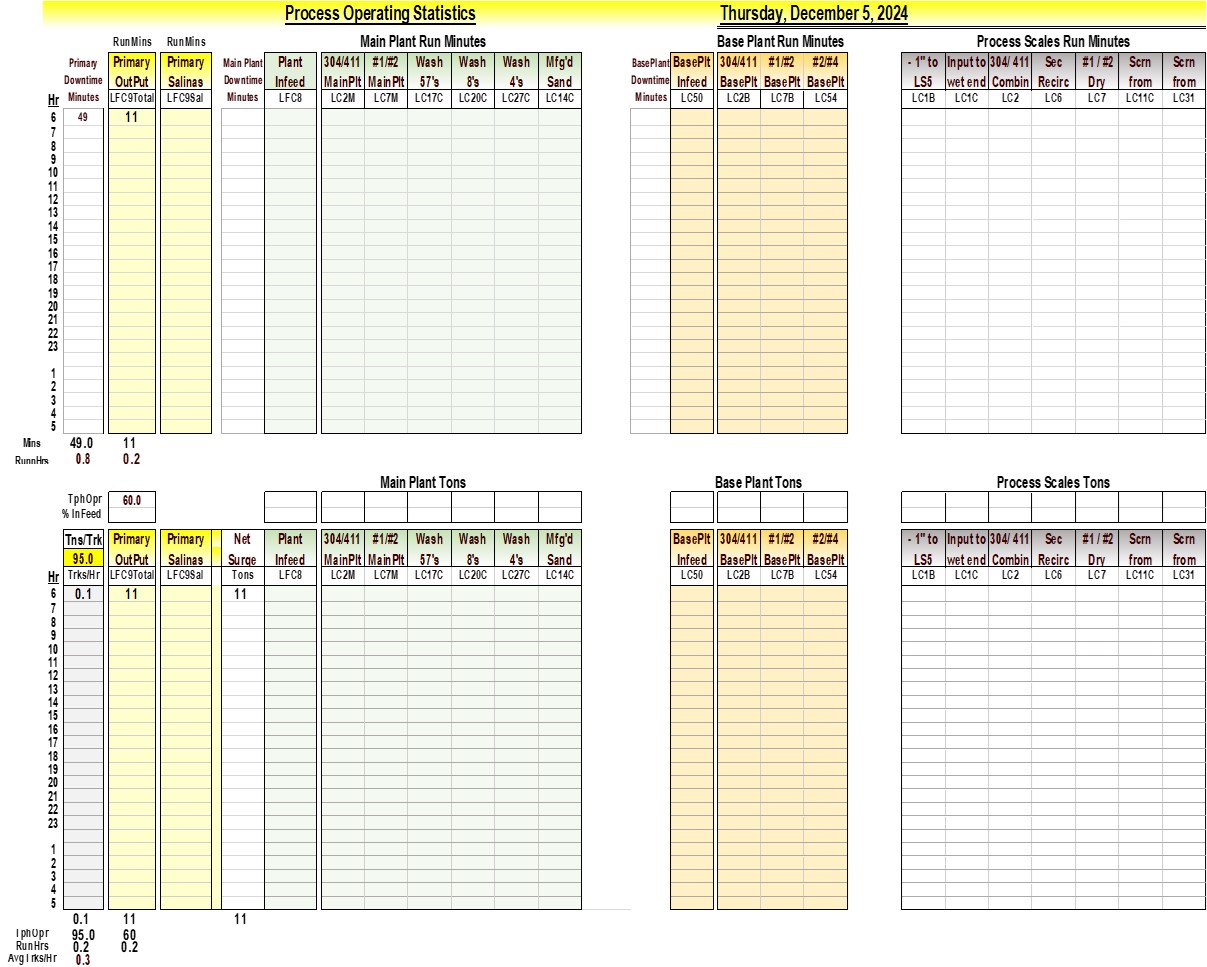 Process Operating Statistics Thursday, December 5, 2024
RunMins RunMins Main Plant Run Minutes Base Plant Run Minutes Process Scales Run Minutes
Primary Primary Primary Main Plant Plant 304/411 #1/#2 Wash Wash Wash Mfg'd BasePlant BasePlt 304/411 #1/#2 #2/#4 - 1" to Input to 304/ 411 Sec #1 / #2 Scrn Scrn
Downtime OutPut Salinas Downtime Infeed MainPlt MainPlt 57's 8's 4's Sand Downtime Infeed BasePlt BasePlt BasePlt LS5 wet end Combin Recirc Dry from from
Hr Minutes LFC9Total LFC9Sal Minutes LFC8 LC2M LC7M LC17C LC20C LC27C LC14C Minutes LC50 LC2B LC7B LC54 LC1B LC1C LC2 LC6 LC7 LC11C LC31
6 49 11
7
8
9
10
11
12
13
14
15
16
17
18
19
20
21
22
23
1
2
3
4
5
Mins 49.0 11
RunnHrs 0.8 0.2
Main Plant Tons Base Plant Tons Process Scales Tons
TphOpr 60.0
% InFeed
Tns/Trk Primary Primary Net Plant 304/411 #1/#2 Wash Wash Wash Mfg'd BasePlt 304/411 #1/#2 #2/#4 - 1" to Input to 304/ 411 Sec #1 / #2 Scrn Scrn
95.0 OutPut Salinas Surge Infeed MainPlt MainPlt 57's 8's 4's Sand Infeed BasePlt BasePlt BasePlt LS5 wet end Combin Recirc Dry from from
Hr Trks/Hr LFC9Total LFC9Sal Tons LFC8 LC2M LC7M LC17C LC20C LC27C LC14C LC50 LC2B LC7B LC54 LC1B LC1C LC2 LC6 LC7 LC11C LC31
6 0.1 11 11
7
8
9
10
11
12
13
14
15
16
17
18
19
20
21
22
23
1
2
3
4
5
0.1 11 11
TphOpr 95.0 60
RunHrs 0.2 0.2
AvgTrks/Hr 0.3